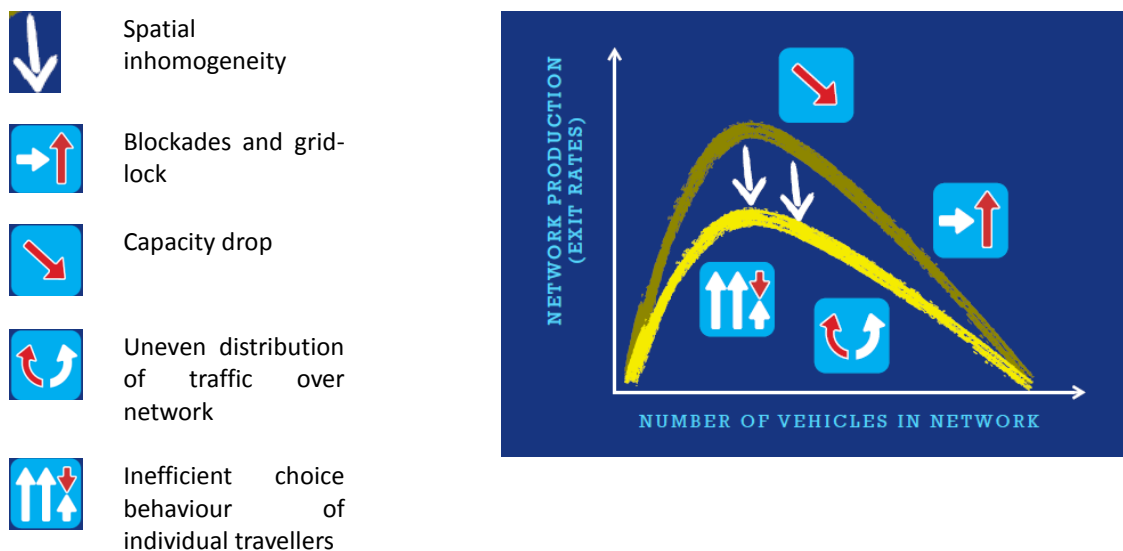 Spatial
inhomogeneity
Blockades and grid-
lock
Capacity drop
Uneven distribution
of traffic over
network
Inefficient choice
behaviour of
individual travellers
NETWORK PRODUCTION
(EXIT RATES)
NUMBER OF VEHICLES IN NETWORK